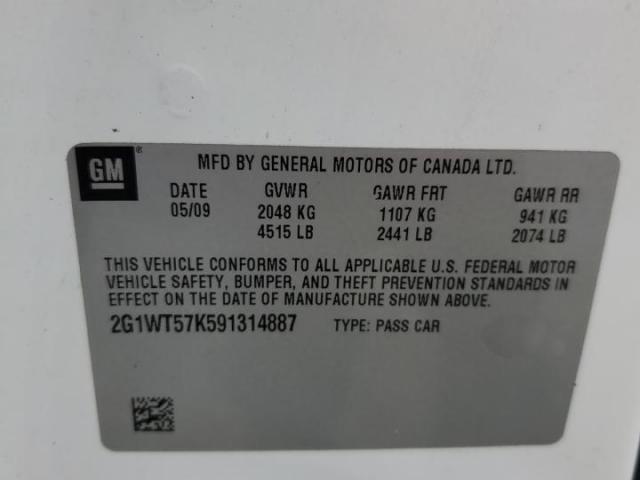 GM ®
MFD BY GENERAL MOTORS OF CANADA LTD.
DATE GVWR GAWR FRT GAWR RR
05/09 2048 KG 1107 KG 941 KG
4515 LB 2441 LB 2074 LB
THIS VEHICLE CONFORMS TO ALL APPLICABLE U.S. FEDERAL MOTOR
VEHICLE SAFETY, BUMPER, AND THEFT PREVENTION STANDARDS IN
EFFECT ON THE DATE OF MANUFACTURE SHOWN ABOVE.
2G1WT57K591314887 TYPE: PASS CAR